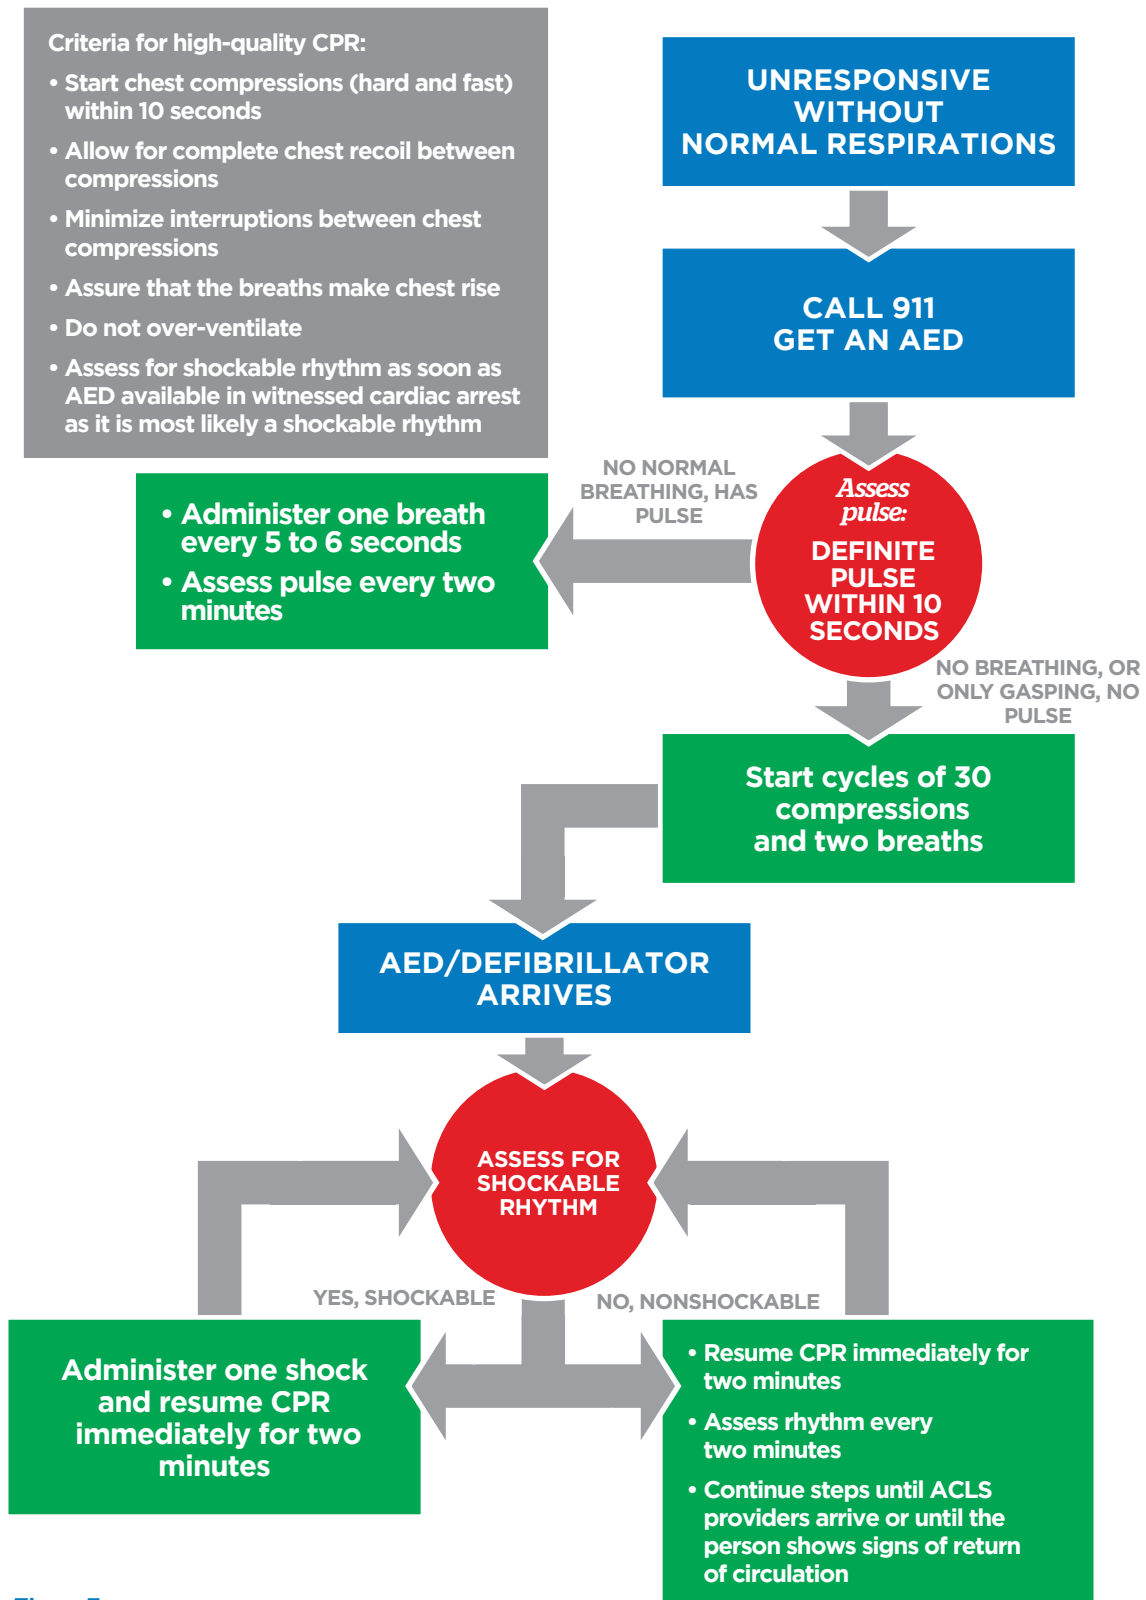 Criteria for high-quality CPR:
• Start chest compressions (hard and fast)
within 10 seconds
• Allow for complete chest recoil between
compressions
• Minimize interruptions between chest
compressions
• Assure that the breaths make chest rise
• Do not over-ventilate
• Assess for shockable rhythm as soon as
AED available in witnessed cardiac arrest
as it is most likely a shockable rhythm
UNRESPONSIVE
WITHOUT
NORMAL RESPIRATIONS
CALL 911
GET AN AED
Assess
pulse:
DEFINITE
PULSE
WITHIN 10
SECONDS
NO NORMAL
BREATHING, HAS
PULSE
• Administer one breath
every 5 to 6 seconds
• Assess pulse every two
minutes
NO BREATHING, OR
ONLY GASPING, NO
PULSE
Start cycles of 30
compressions
and two breaths
AED/DEFIBRILLATOR
ARRIVES
ASSESS FOR
SHOCKABLE
RHYTHM
YES, SHOCKABLE
NO, NONSHOCKABLE
Administer one shock
and resume CPR
immediately for two
minutes
• Resume CPR immediately for
two minutes
• Assess rhythm every
two minutes
• Continue steps until ACLS
providers arrive or until the
person shows signs of return
of circulation